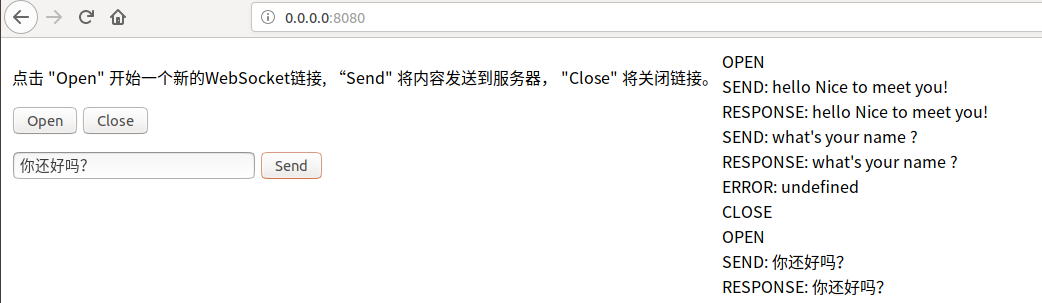 0.0.0.0:8080
点击 "Open" 开始一个新的WebSocket链接, “Send" 将内容发送到服务器， "Close" 将关闭链接。
Open Close
你还好吗? Send
OPEN
SEND: hello Nice to meet you!
RESPONSE: hello Nice to meet you!
SEND: what's your name ?
RESPONSE: what's your name ?
ERROR: undefined
CLOSE
OPEN
SEND: 你还好吗?
RESPONSE: 你还好吗?